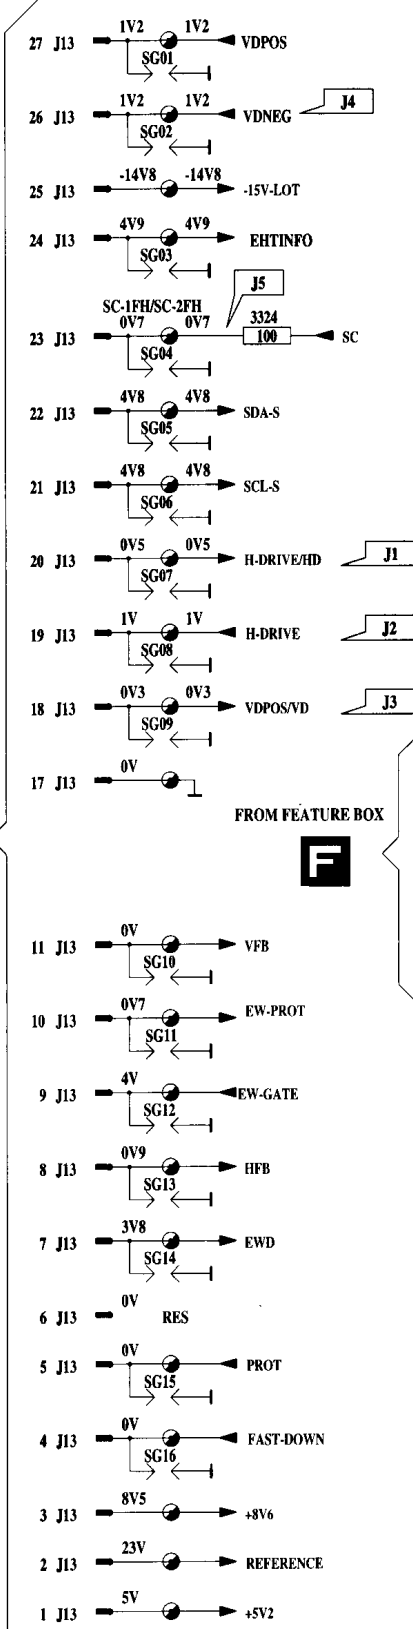 1V2 1V2
27 J13 VDPOS
SG01
1V2 1V2 J4
26 J13 VDNEG
SG02
-14V8 -14V8
25 J13 -15V-LOT
4V9 4V9
24 J13 EHTINFO
SG03
J5
SC-1FH/SC-2FH
0V7 0V7 3324
23 J13 100 SC
SG04
4V8 4V8
22 J13 SDA-S
SG05
4V8 4V8
21 J13 SCL-S
SG06
0V5 0V5 J1
20 J13 H-DRIVE/HD
SG07
1V 1V J2
19 J13 H-DRIVE
SG08
0V3 0V3 J3
18 J13 VDPOS/VD
SG09
0V
17 J13
FROM FEATURE BOX
F
0V
11 J13 VFB
SG10
0V7
10 J13 EW-PROT
SG11
4V
9 J13 EW-GATE
SG12
0V9
8 J13 HFB
SG13
3V8
7 J13 EWD
SG14
0V
6 J13 RES
0V
5 J13 PROT
SG15
0V
4 J13 FAST-DOWN
SG16
8V5
3 J13 +8V6
23V
2 J13 REFERENCE
5V
1 J13 +5V2